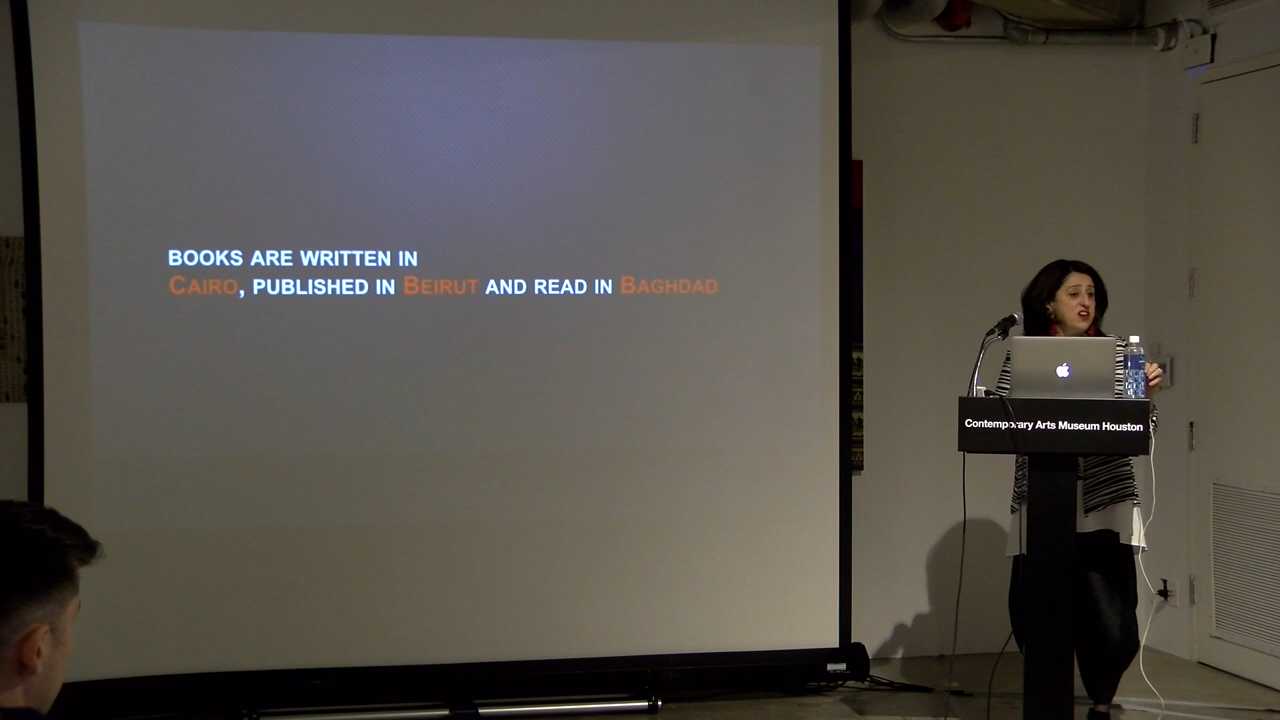 BOOKS ARE WRITTEN IN
CAIRO, PUBLISHED IN BEIRUT AND READ IN BAGHDAD
Contemporary Arts Museum Houston